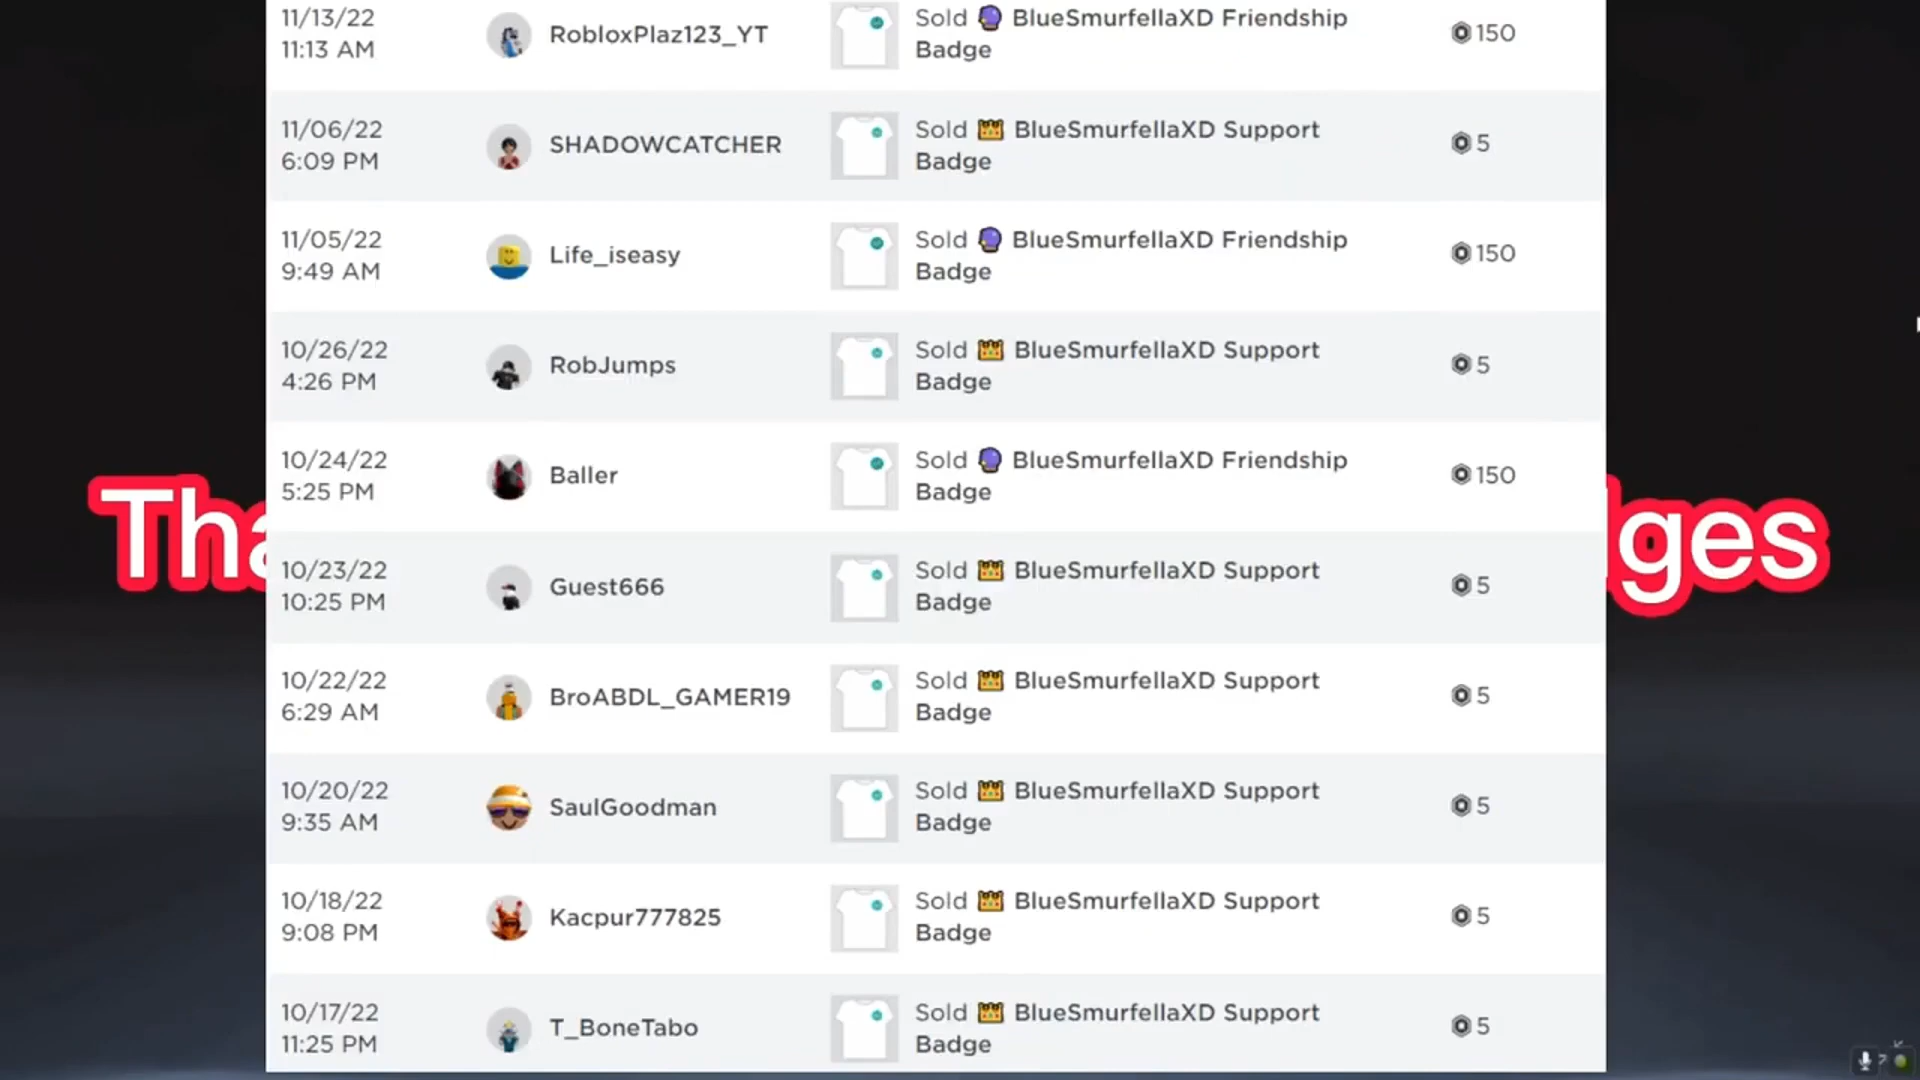 11/13/22
11:13 AM
RobloxPlaz123_YT
Sold BlueSmurfellaXD Friendship
Badge
150
11/06/22
6:09 PM
SHADOWCATCHER
Sold BlueSmurfellaXD Support
Badge
5
11/05/22
9:49 AM
Life_iseasy
Sold BlueSmurfellaXD Friendship
Badge
150
10/26/22
4:26 PM
RobJumps
Sold BlueSmurfellaXD Support
Badge
5
10/24/22
5:25 PM
Baller
Sold BlueSmurfellaXD Friendship
Badge
150
Tha
ges
10/23/22
10:25 PM
Guest666
Sold BlueSmurfellaXD Support
Badge
5
10/22/22
6:29 AM
BroABDL_GAMER19
Sold BlueSmurfellaXD Support
Badge
5
10/20/22
9:35 AM
SaulGoodman
Sold BlueSmurfellaXD Support
Badge
5
10/18/22
9:08 PM
Kacpur777825
Sold BlueSmurfellaXD Support
Badge
5
10/17/22
11:25 PM
T_BoneTabo
Sold BlueSmurfellaXD Support
Badge
5